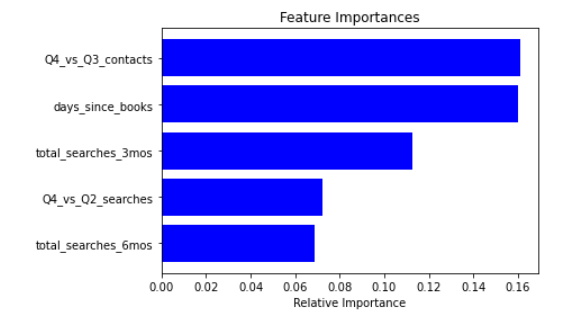 Feature Importances
Q4_vs_Q3_contacts
days_since_books
total_searches_3mos
Q4_vs_Q2_searches
total_searches_6mos
0.00 0.02 0.04 0.06 0.08 0.10 0.12 0.14 0.16
Relative Importance